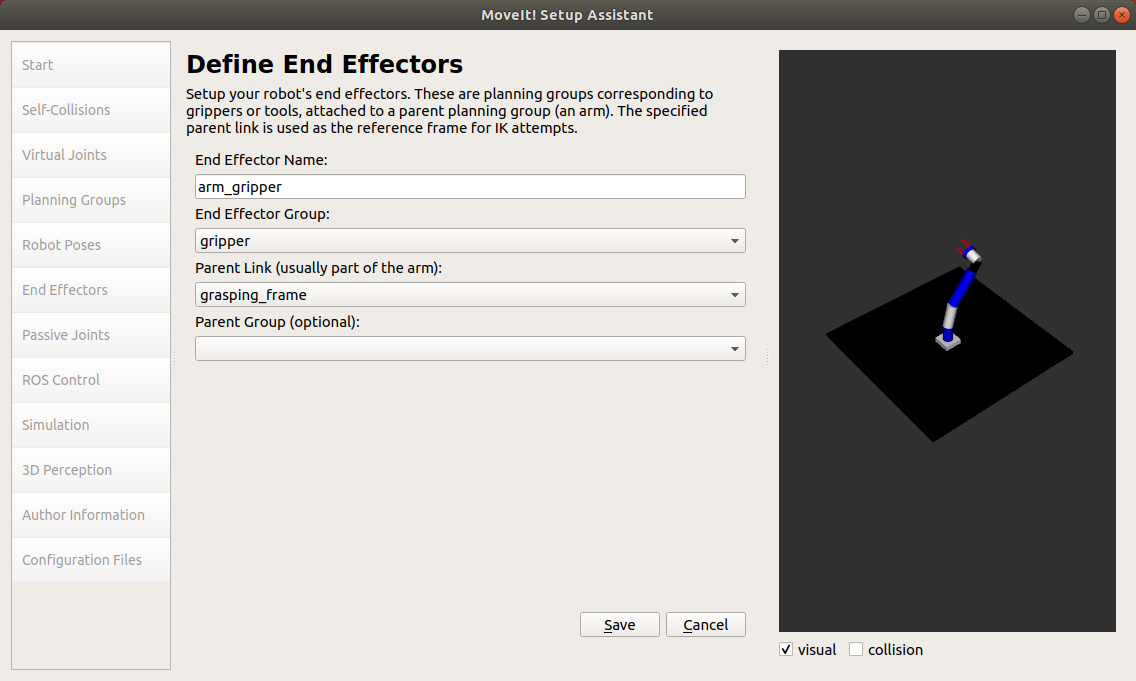 MoveIt! Setup Assistant
Start
Self-Collisions
Virtual Joints
Planning Groups
Robot Poses
End Effectors
Passive Joints
ROS Control
Simulation
3D Perception
Author Information
Configuration Files
Define End Effectors
Setup your robot's end effectors. These are planning groups corresponding to
grippers or tools, attached to a parent planning group (an arm). The specified
parent link is used as the reference frame for IK attempts.
End Effector Name:
arm_gripper
End Effector Group:
gripper
Parent Link (usually part of the arm):
grasping_frame
Parent Group (optional):
Save
Cancel
visual
collision